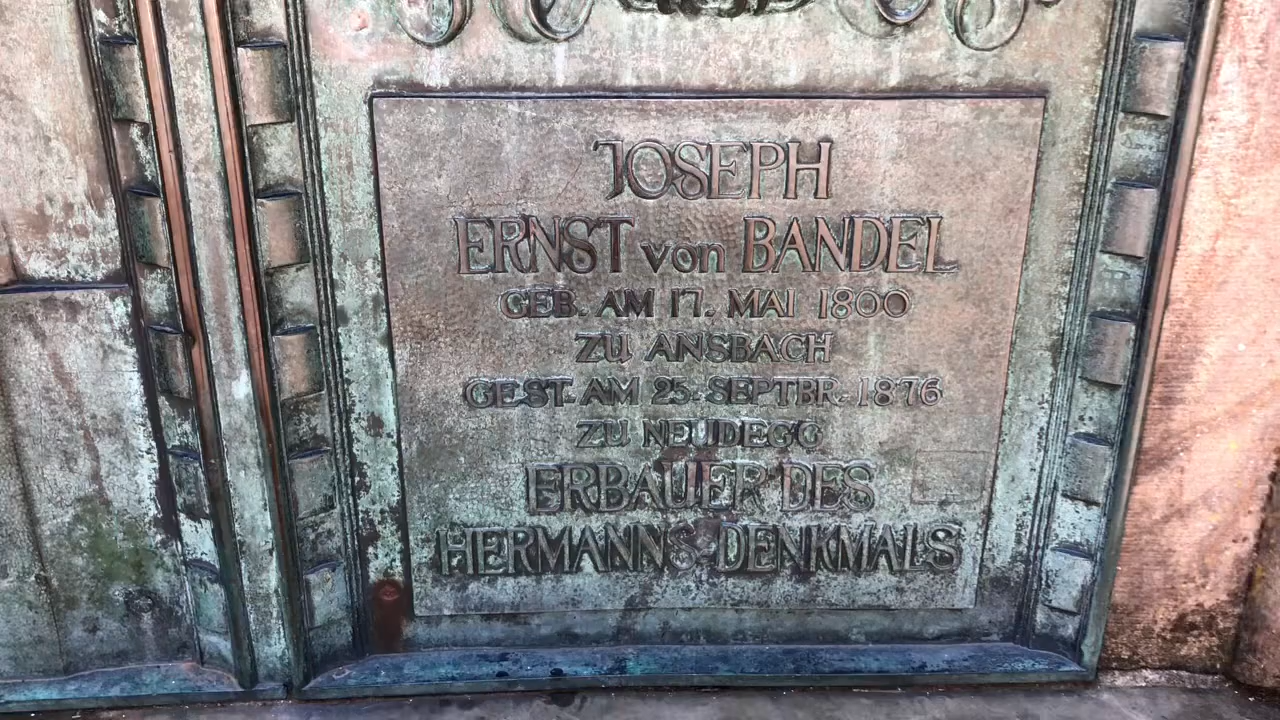 JOSEPH
ERNST von BANDEL
GEB. AM 17. MAI 1800
ZU ANSBACH
GEST. AM 25. SEPTBR. 1876
ZU NEUDEGG
ERBAUER DES
HERMANNS-DENKMALS